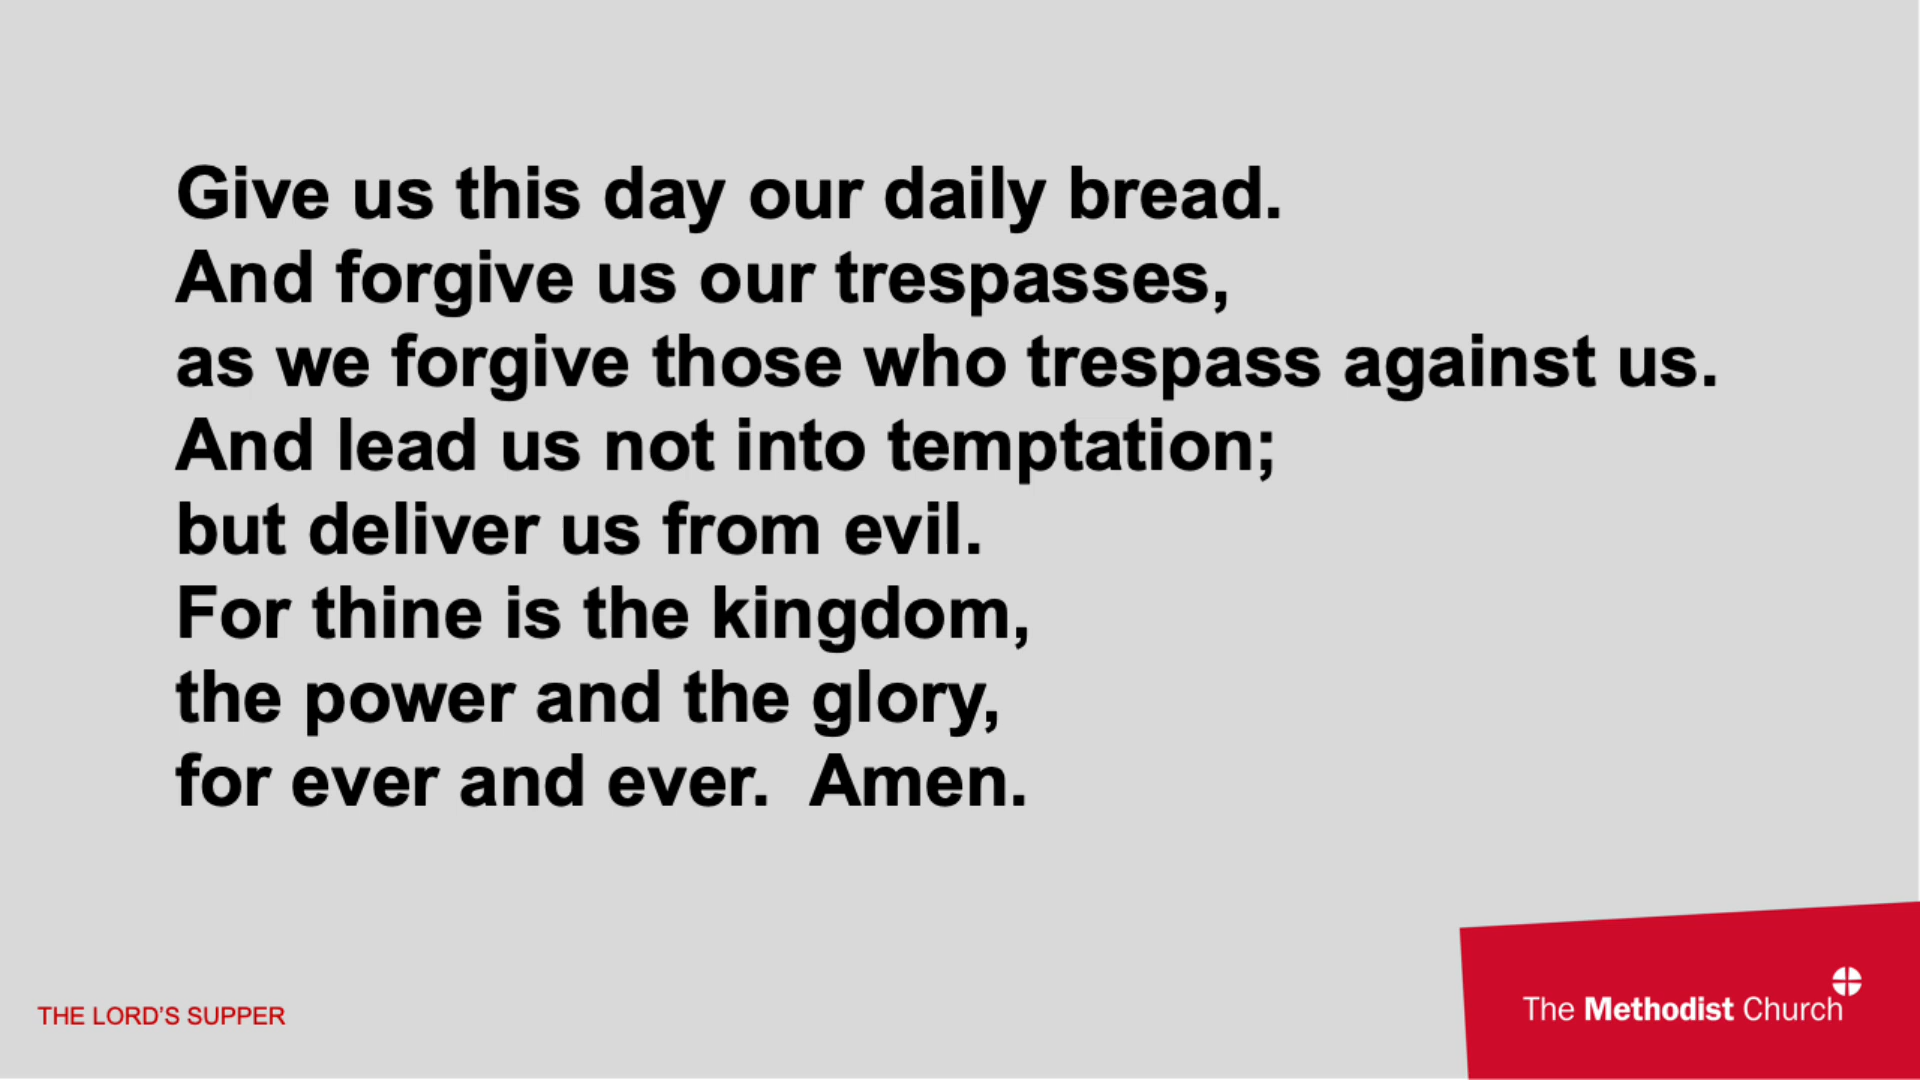 Give us this day our daily bread.
And forgive us our trespasses,
as we forgive those who trespass against us.
And lead us not into temptation;
but deliver us from evil.
For thine is the kingdom,
the power and the glory,
for ever and ever.  Amen.
THE LORD’S SUPPER
The Methodist Church